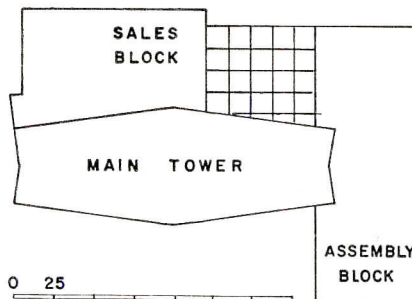 SALES
BLOCK
MAIN TOWER
ASSEMBLY
BLOCK
0 25